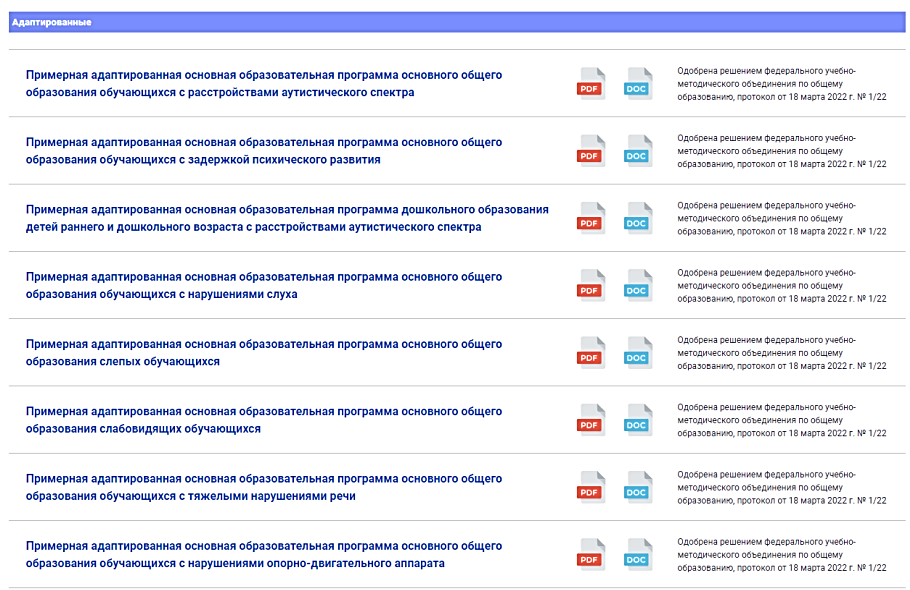 Адаптированные
Примерная адаптированная основная образовательная программа основного общего
образования обучающихся с расстройствами аутистического спектра
PDF
DOC
Одобрена решением федерального учебно-
методического объединения по общему
образованию, протокол от 18 марта 2022 г. № 1/22
Примерная адаптированная основная образовательная программа основного общего
образования обучающихся с задержкой психического развития
PDF
DOC
Одобрена решением федерального учебно-
методического объединения по общему
образованию, протокол от 18 марта 2022 г. № 1/22
Примерная адаптированная основная образовательная программа дошкольного образования
детей раннего и дошкольного возраста с расстройствами аутистического спектра
PDF
DOC
Одобрена решением федерального учебно-
методического объединения по общему
образованию, протокол от 18 марта 2022 г. № 1/22
Примерная адаптированная основная образовательная программа основного общего
образования обучающихся с нарушениями слуха
PDF
DOC
Одобрена решением федерального учебно-
методического объединения по общему
образованию, протокол от 18 марта 2022 г. № 1/22
Примерная адаптированная основная образовательная программа основного общего
образования слепых обучающихся
PDF
DOC
Одобрена решением федерального учебно-
методического объединения по общему
образованию, протокол от 18 марта 2022 г. № 1/22
Примерная адаптированная основная образовательная программа основного общего
образования слабовидящих обучающихся
PDF
DOC
Одобрена решением федерального учебно-
методического объединения по общему
образованию, протокол от 18 марта 2022 г. № 1/22
Примерная адаптированная основная образовательная программа основного общего
образования обучающихся с тяжелыми нарушениями речи
PDF
DOC
Одобрена решением федерального учебно-
методического объединения по общему
образованию, протокол от 18 марта 2022 г. № 1/22
Примерная адаптированная основная образовательная программа основного общего
образования обучающихся с нарушениями опорно-двигательного аппарата
PDF
DOC
Одобрена решением федерального учебно-
методического объединения по общему
образованию, протокол от 18 марта 2022 г. № 1/22